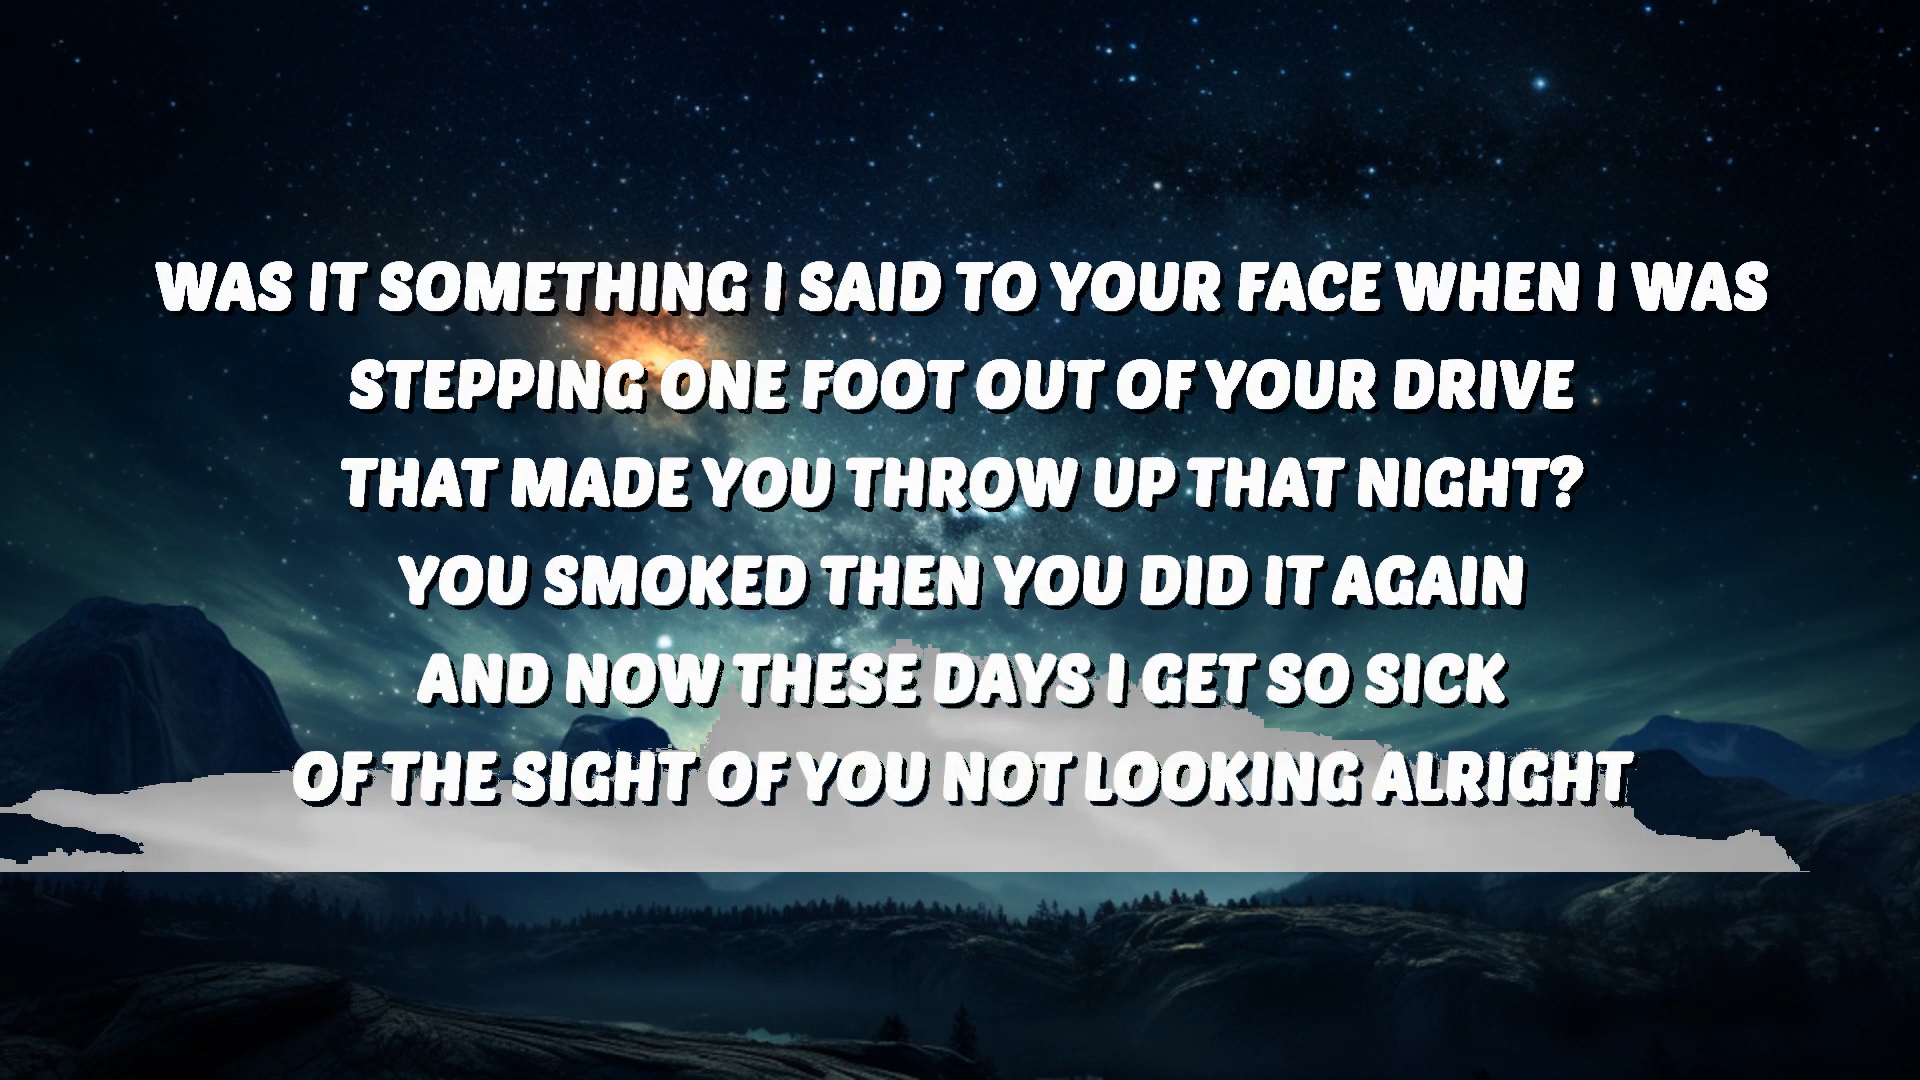 WAS IT SOMETHING I SAID TO YOUR FACE WHEN I WAS
STEPPING ONE FOOT OUT OF YOUR DRIVE
THAT MADE YOU THROW UP THAT NIGHT?
YOU SMOKED THEN YOU DID IT AGAIN
AND NOW THESE DAYS I GET SO SICK
OF THE SIGHT OF YOU NOT LOOKING ALRIGHT